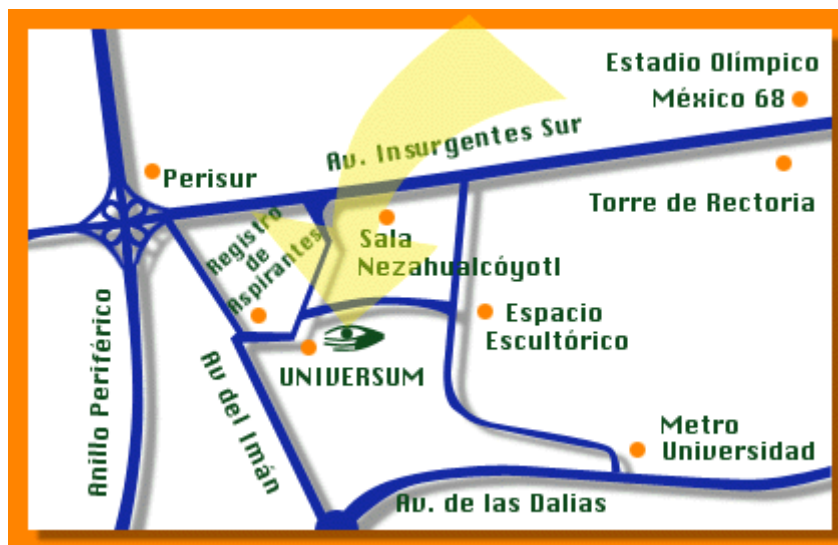 Estadio Olímpico
México 68
Av. Insurgentes Sur
Perisur
Torre de Rectoria
Registro
de
Aspirantes
Sala
Nezahualcóyotl
Espacio
Escultórico
UNIVERSUM
Anillo Periférico
Av del Imán
Metro
Universidad
Av. de las Dalias